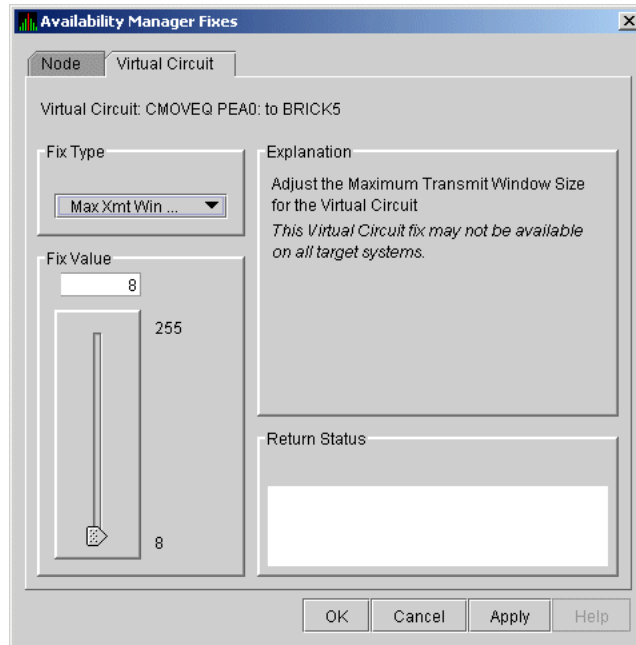 Availability Manager Fixes
Node
Virtual Circuit
Virtual Circuit: CMOVEQ PEA0: to BRICK5
Fix Type
Max Xmt Win ...
Explanation
Adjust the Maximum Transmit Window Size
for the Virtual Circuit
This Virtual Circuit fix may not be available
on all target systems.
Fix Value
8
255
8
Return Status
OK
Cancel
Apply
Help